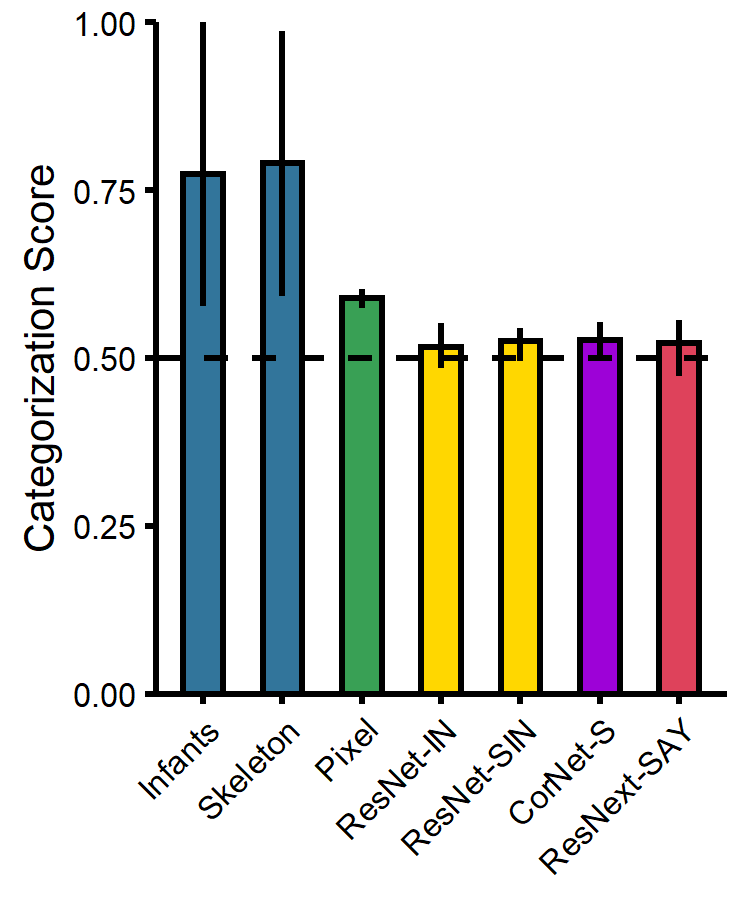 Categorization Score
1.00
0.75
0.50
0.25
0.00
Infants
Skeleton
Pixel
ResNet-IN
ResNet-SIN
CorNet-S
ResNext-SAY